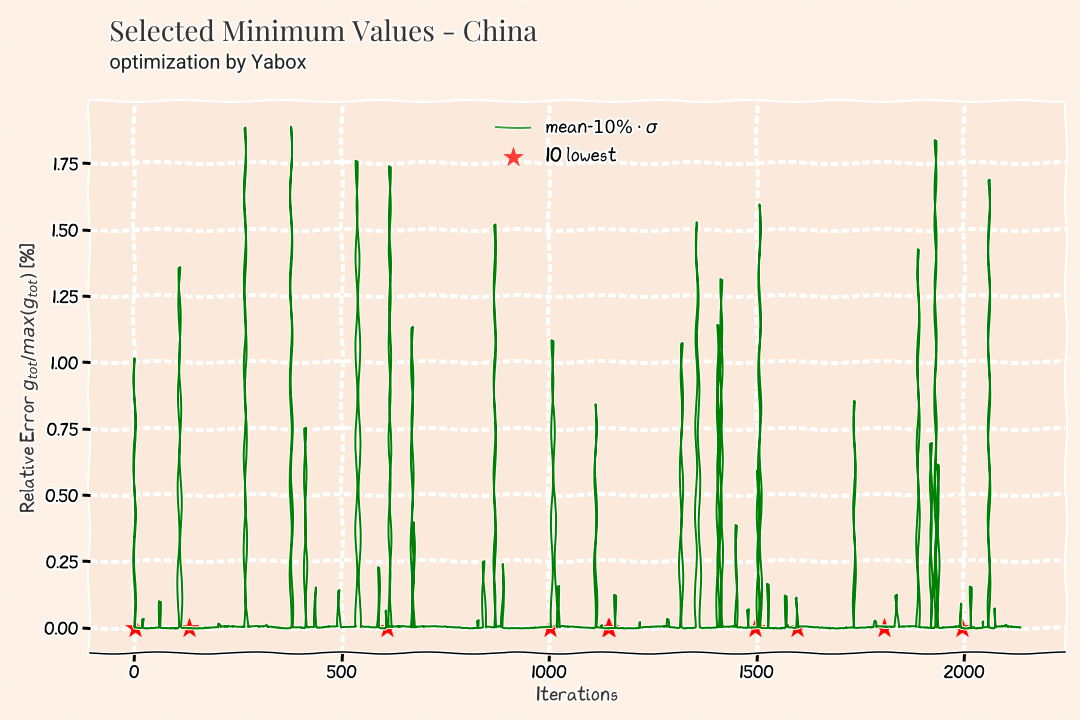 Selected Minimum Values - China
optimization by Yabox
mean-10% · σ
10 lowest
Relative Error g_tot/max(g_tot) [%]
1.75
1.50
1.25
1.00
0.75
0.50
0.25
0.00
0 500 1000 1500 2000
Iterations